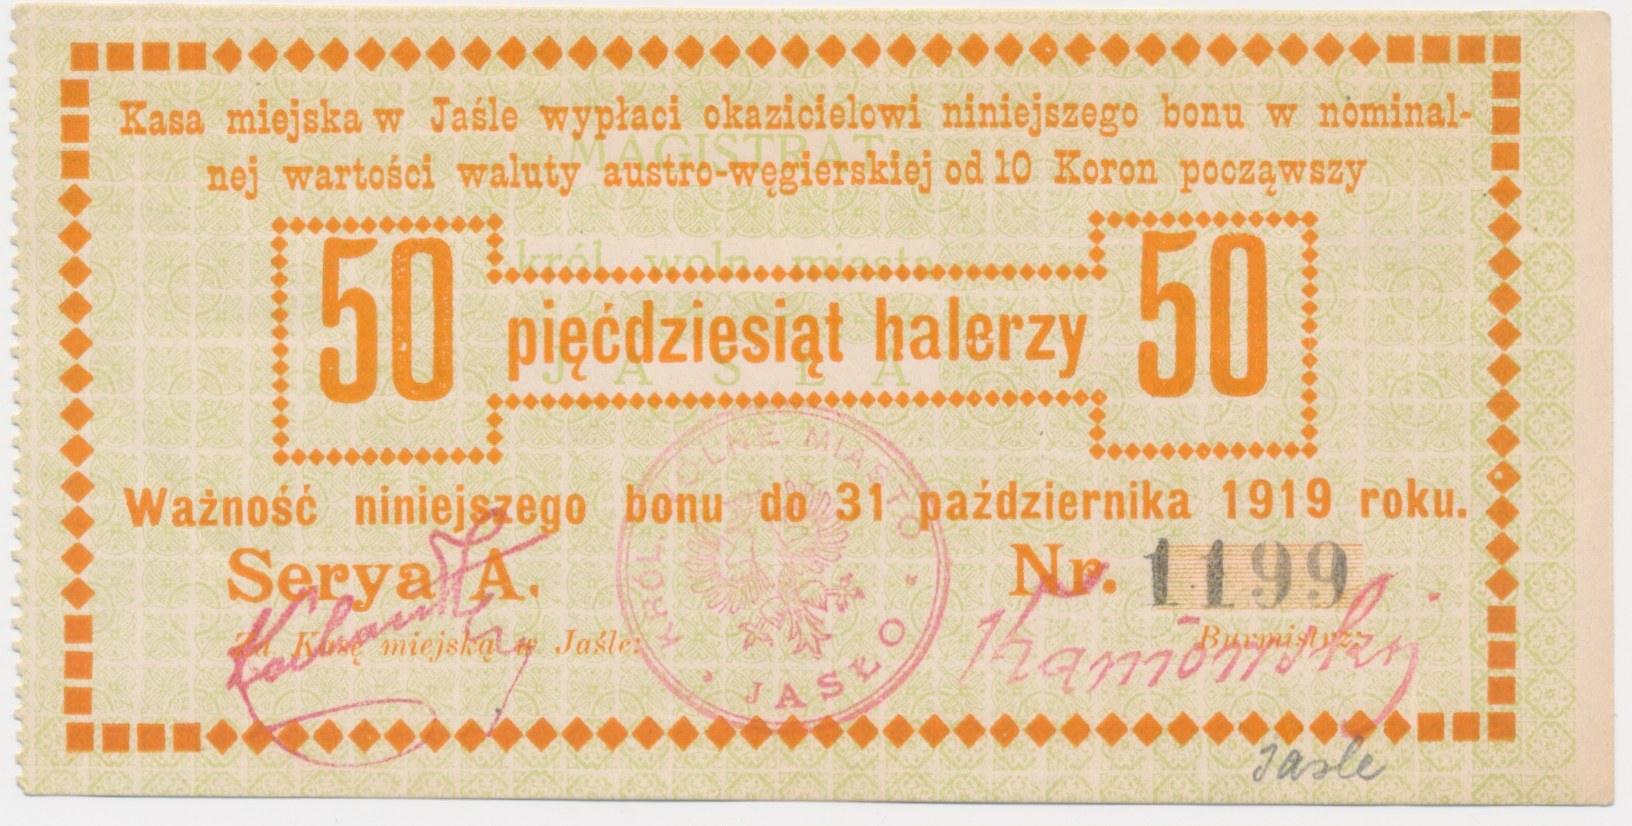 Kasa miejska w Jaśle wypłaci okazicielowi niniejszego bonu w nominal-
nej wartości waluty austro-węgierskiej od 10 Koron począwszy
MAGISTRAT
król. woln. miasta
JASŁA
50 pięćdziesiąt halerzy 50
Ważność niniejszego bonu do 31 października 1919 roku.
Serya A. Nr. 1199
Za Kasę miejską w Jaśle: Burmistrz:
KRÓL. WOLNE MIASTO
JASŁO
Jasle